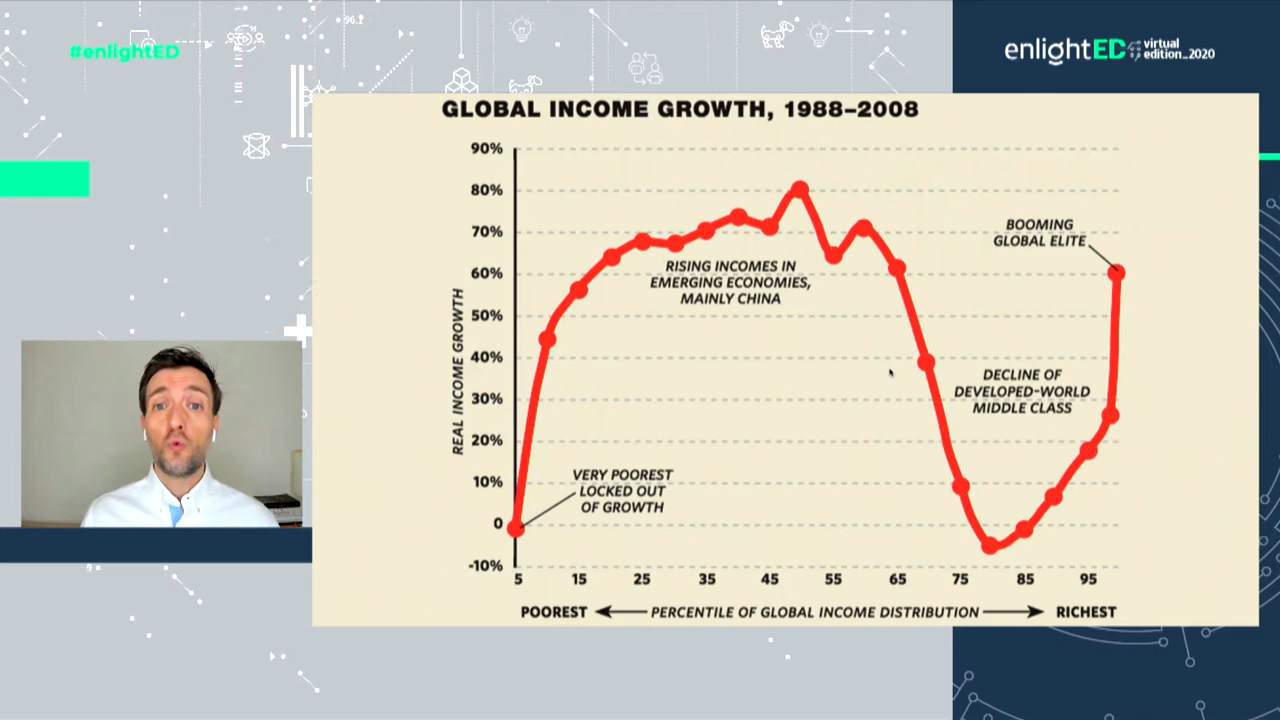 96.2
#enlightED
enlightED virtual
edition_2020
GLOBAL INCOME GROWTH, 1988–2008
90%
80%
70%
60%
50%
40%
30%
20%
10%
0
-10%
REAL INCOME GROWTH
BOOMING
GLOBAL ELITE
RISING INCOMES IN
EMERGING ECONOMIES,
MAINLY CHINA
DECLINE OF
DEVELOPED-WORLD
MIDDLE CLASS
VERY POOREST
LOCKED OUT
OF GROWTH
5 15 25 35 45 55 65 75 85 95
POOREST PERCENTILE OF GLOBAL INCOME DISTRIBUTION RICHEST